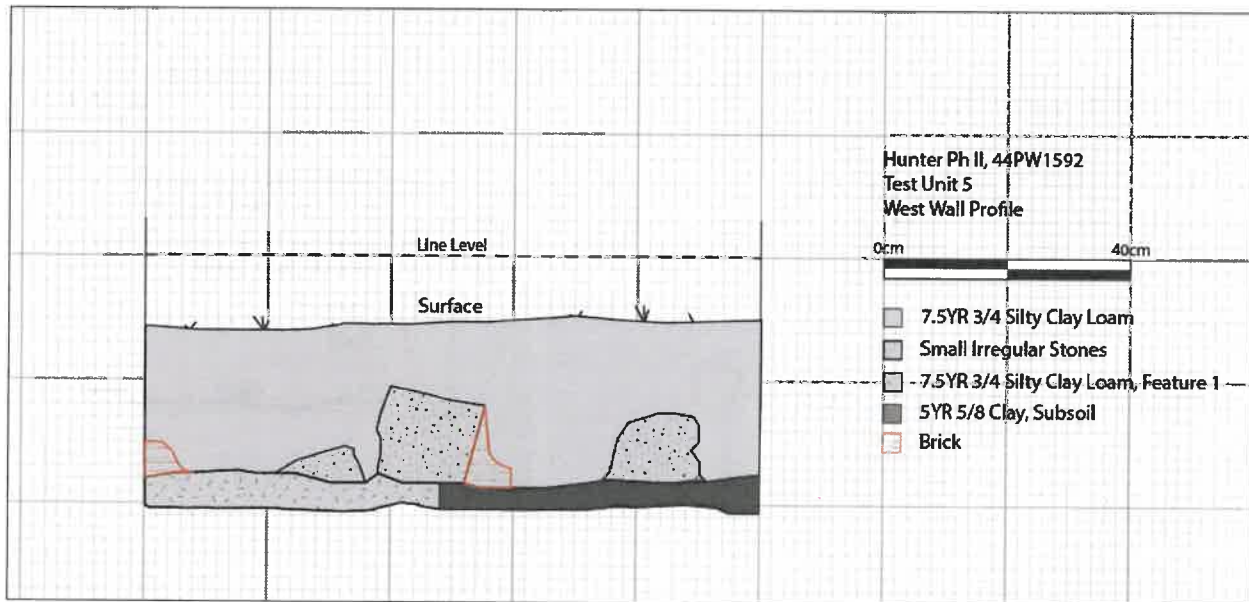 Hunter Ph II, 44PW1592
Test Unit 5
West Wall Profile
Line Level
0cm 40cm
Surface
7.5YR 3/4 Silty Clay Loam
Small Irregular Stones
7.5YR 3/4 Silty Clay Loam, Feature 1
5YR 5/8 Clay, Subsoil
Brick